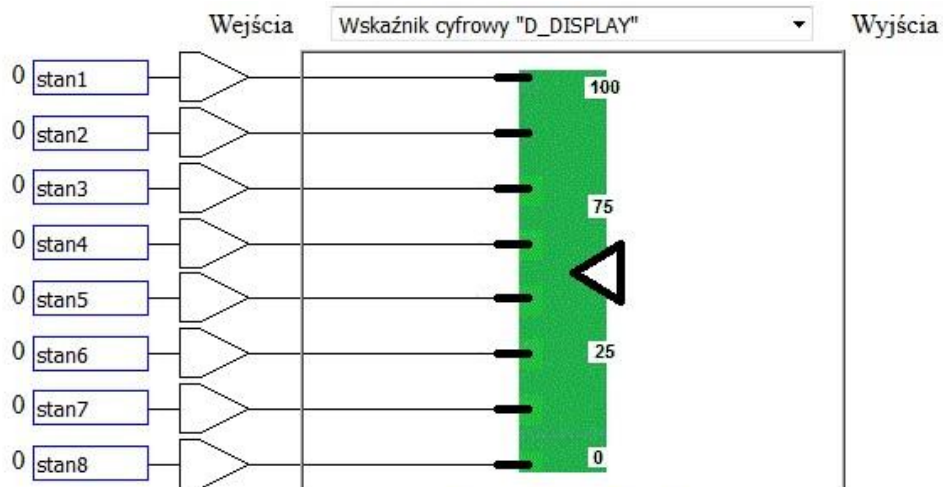 Wejścia Wskaźnik cyfrowy "D_DISPLAY" Wyjścia
0 stan1 100
0 stan2
0 stan3
75
0 stan4
0 stan5
0 stan6 25
0 stan7
0 stan8 0